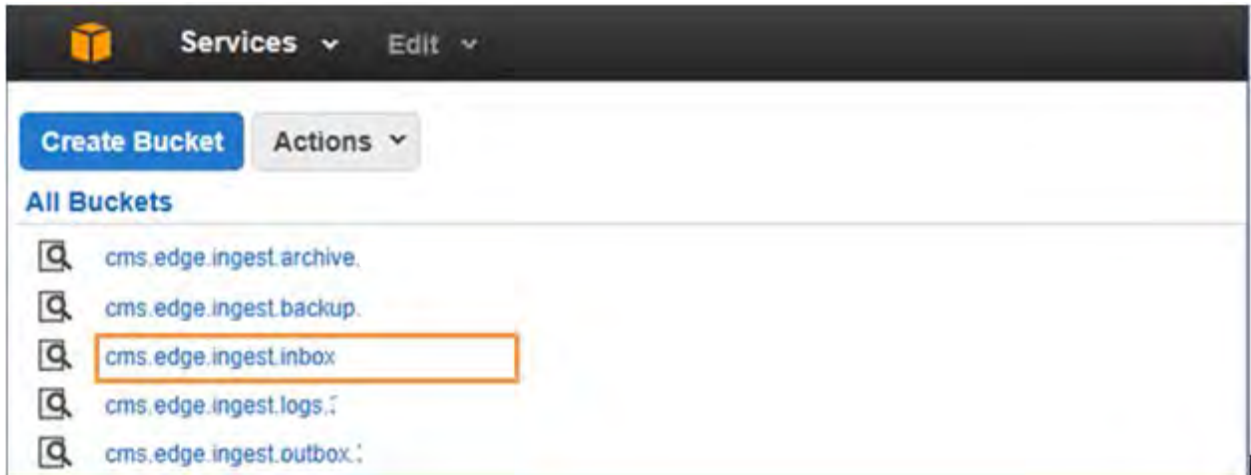 Services Edit
Create Bucket Actions
All Buckets
cms.edge.ingest.archive.
cms.edge.ingest.backup.
cms.edge.ingest.inbox
cms.edge.ingest.logs.
cms.edge.ingest.outbox.